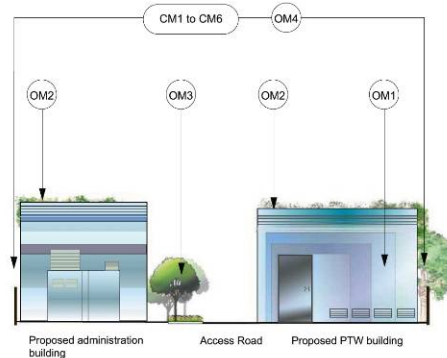 CM1 to CM6
OM4
OM2
OM3
OM2
OM1
Proposed administration
building
Access Road
Proposed PTW building